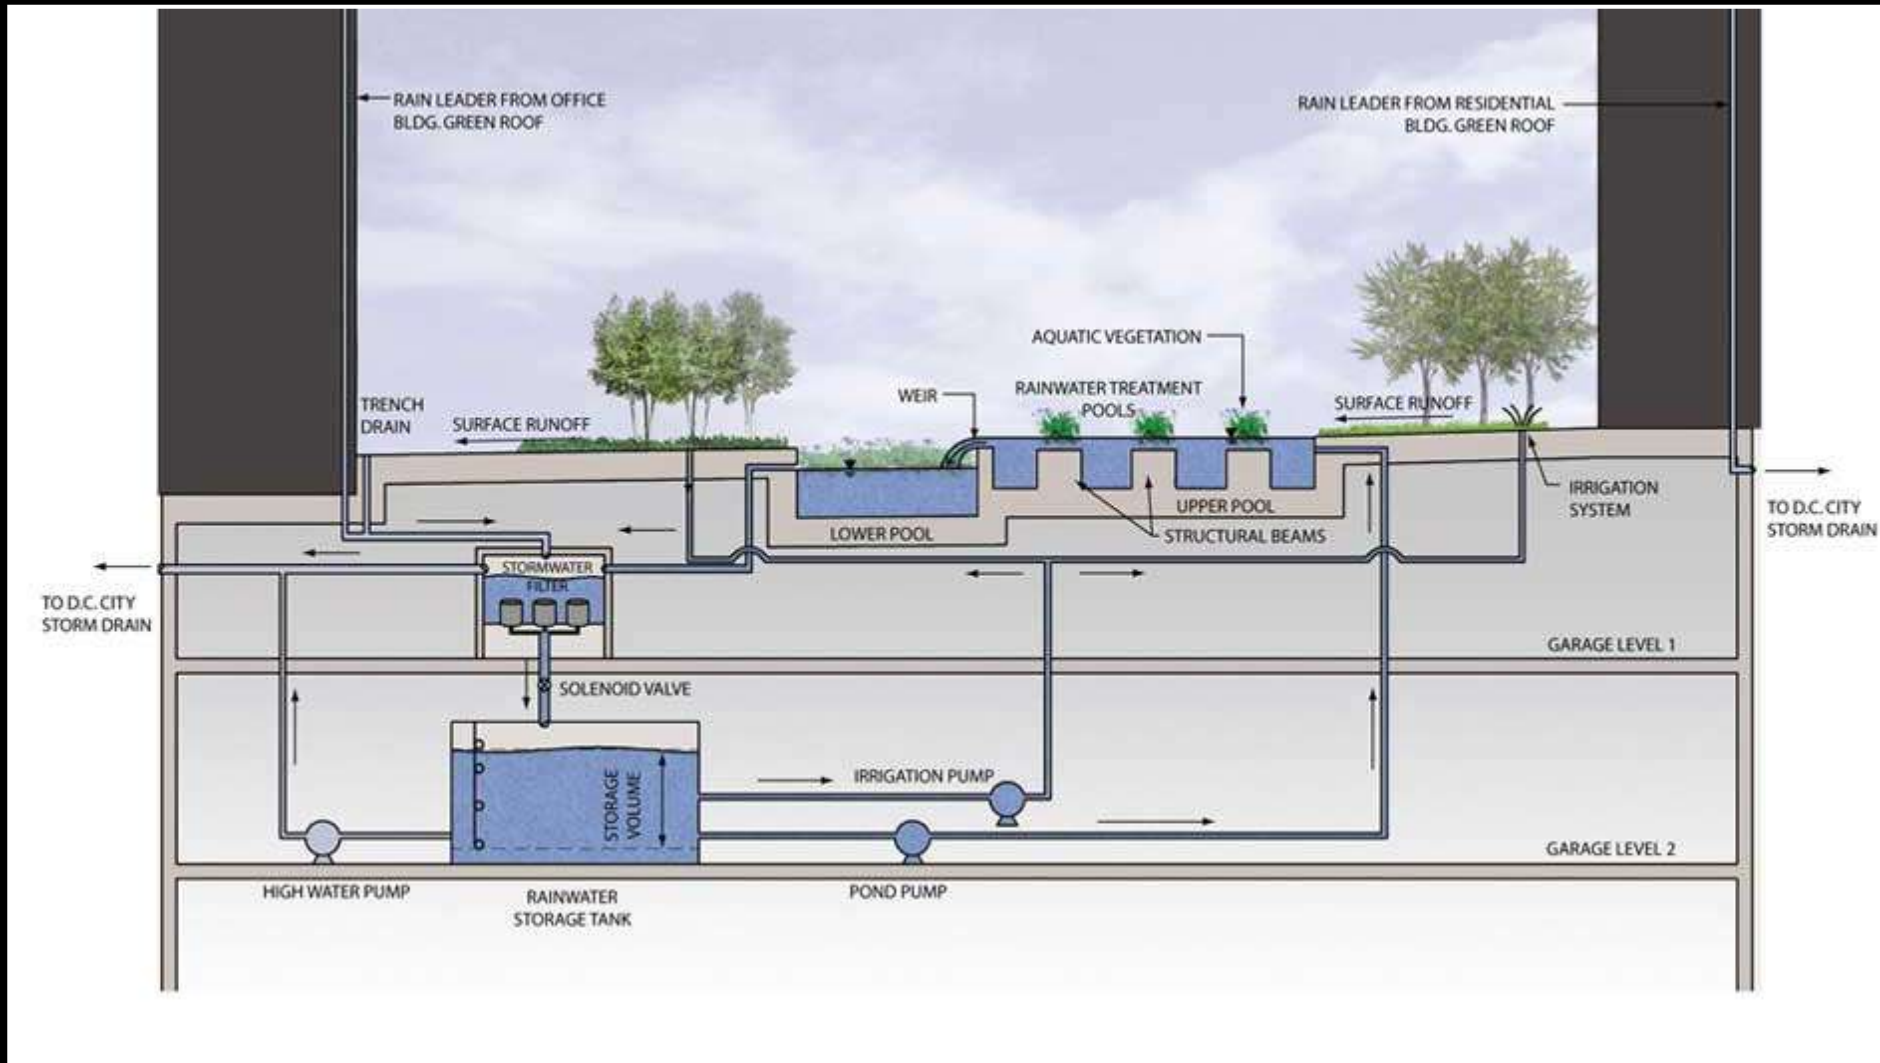 RAIN LEADER FROM OFFICE
BLDG. GREEN ROOF
RAIN LEADER FROM RESIDENTIAL
BLDG. GREEN ROOF
AQUATIC VEGETATION
WEIR
RAINWATER TREATMENT
POOLS
TRENCH
DRAIN
SURFACE RUNOFF
SURFACE RUNOFF
IRRIGATION
SYSTEM
UPPER POOL
LOWER POOL
STRUCTURAL BEAMS
TO D.C. CITY
STORM DRAIN
STORMWATER
FILTER
TO D.C. CITY
STORM DRAIN
GARAGE LEVEL 1
SOLENOID VALVE
STORAGE
VOLUME
IRRIGATION PUMP
GARAGE LEVEL 2
HIGH WATER PUMP
RAINWATER
STORAGE TANK
POND PUMP